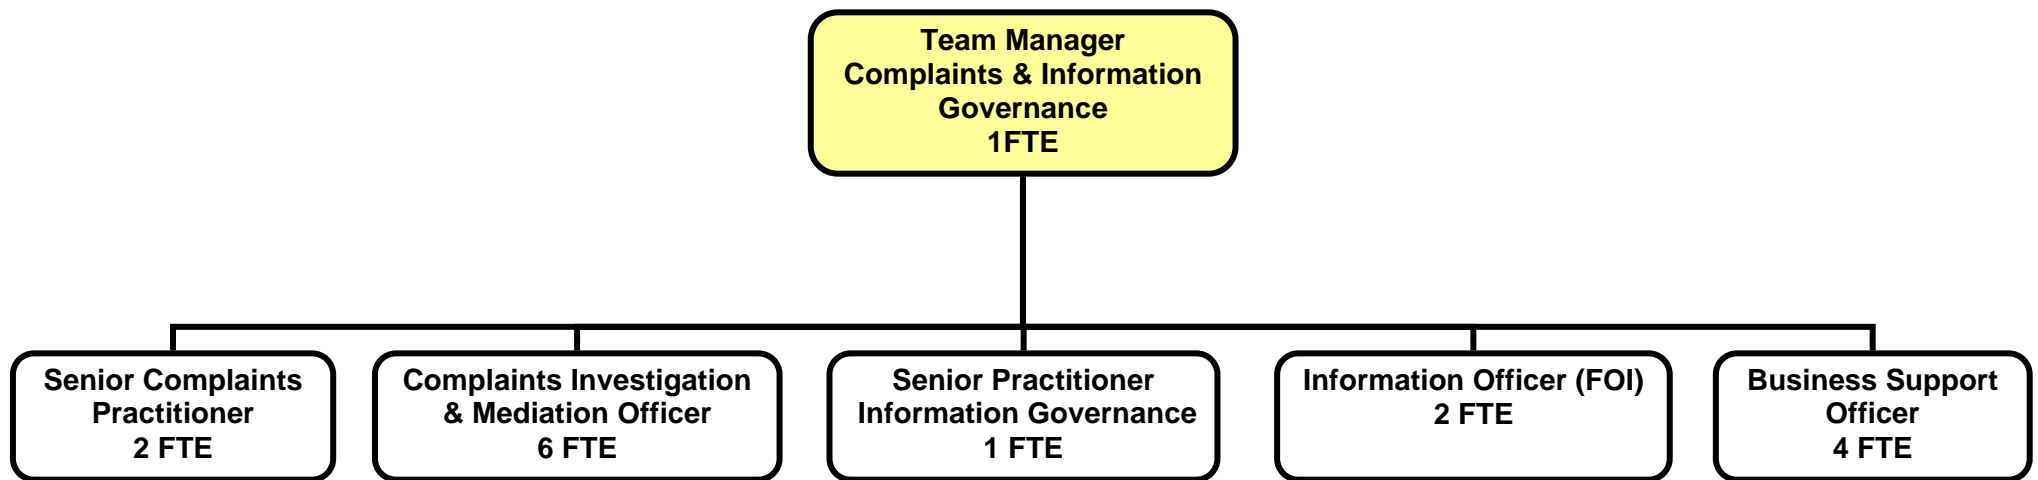 Team Manager
Complaints & Information
Governance
1FTE
Senior Complaints
Practitioner
2 FTE
Complaints Investigation
& Mediation Officer
6 FTE
Senior Practitioner
Information Governance
1 FTE
Information Officer (FOI)
2 FTE
Business Support
Officer
4 FTE